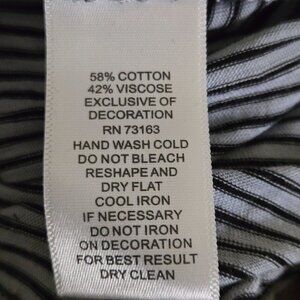 58% COTTON
42% VISCOSE
EXCLUSIVE OF
DECORATION
RN 73163
HAND WASH COLD
DO NOT BLEACH
RESHAPE AND
DRY FLAT
COOL IRON
IF NECESSARY
DO NOT IRON
ON DECORATION
FOR BEST RESULT
DRY CLEAN